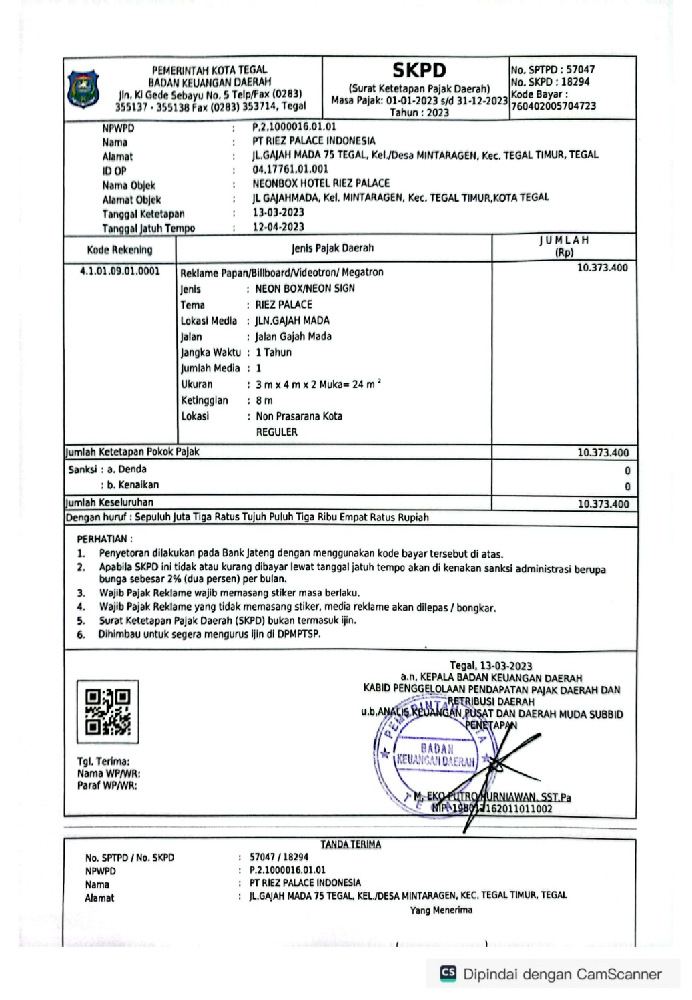 PEMERINTAH KOTA TEGAL
BADAN KEUANGAN DAERAH
Jln. Ki Gede Sebayu No. 5 Telp/Fax (0283)
355137 - 355138 Fax (0283) 353714, Tegal
SKPD
(Surat Ketetapan Pajak Daerah)
Masa Pajak: 01-01-2023 s/d 31-12-2023
Tahun : 2023
No. SPTPD : 57047
No. SKPD : 18294
Kode Bayar :
760402005704723
NPWPD : P.2.1000016.01.01
Nama : PT RIEZ PALACE INDONESIA
Alamat : JL.GAJAH MADA 75 TEGAL, Kel./Desa MINTARAGEN, Kec. TEGAL TIMUR, TEGAL
ID OP : 04.17761.01.001
Nama Objek : NEONBOX HOTEL RIEZ PALACE
Alamat Objek : JL GAJAHMADA, Kel. MINTARAGEN, Kec. TEGAL TIMUR,KOTA TEGAL
Tanggal Ketetapan : 13-03-2023
Tanggal Jatuh Tempo : 12-04-2023
Kode Rekening Jenis Pajak Daerah JUMLAH
(Rp)
4.1.01.09.01.0001 Reklame Papan/Billboard/Videotron/ Megatron 10.373.400
Jenis : NEON BOX/NEON SIGN
Tema : RIEZ PALACE
Lokasi Media : JLN.GAJAH MADA
Jalan : Jalan Gajah Mada
Jangka Waktu : 1 Tahun
Jumlah Media : 1
Ukuran : 3 m x 4 m x 2 Muka= 24 m ²
Ketinggian : 8 m
Lokasi : Non Prasarana Kota
REGULER
Jumlah Ketetapan Pokok Pajak 10.373.400
Sanksi : a. Denda 0
: b. Kenaikan 0
Jumlah Keseluruhan 10.373.400
Dengan huruf : Sepuluh Juta Tiga Ratus Tujuh Puluh Tiga Ribu Empat Ratus Rupiah
PERHATIAN :
1. Penyetoran dilakukan pada Bank Jateng dengan menggunakan kode bayar tersebut di atas.
2. Apabila SKPD ini tidak atau kurang dibayar lewat tanggal jatuh tempo akan di kenakan sanksi administrasi berupa
bunga sebesar 2% (dua persen) per bulan.
3. Wajib Pajak Reklame wajib memasang stiker masa berlaku.
4. Wajib Pajak Reklame yang tidak memasang stiker, media reklame akan dilepas / bongkar.
5. Surat Ketetapan Pajak Daerah (SKPD) bukan termasuk ijin.
6. Dihimbau untuk segera mengurus ijin di DPMPTSP.
Tegal, 13-03-2023
a.n, KEPALA BADAN KEUANGAN DAERAH
KABID PENGGELOLAAN PENDAPATAN PAJAK DAERAH DAN
RETRIBUSI DAERAH
u.b,ANALIS KEUANGAN PUSAT DAN DAERAH MUDA SUBBID
PENETAPAN
PEMERINTAH KOTA
BADAN
KEUANGAN DAERAH
TEGAL
M, EKO PUTRO KURNIAWAN, SST,Pa
Tgl. Terima:
Nama WP/WR:
Paraf WP/WR:
TANDA TERIMA
No. SPTPD / No. SKPD : 57047 / 18294
NPWPD : P.2.1000016.01.01
Nama : PT RIEZ PALACE INDONESIA
Alamat : JL.GAJAH MADA 75 TEGAL, KEL./DESA MINTARAGEN, KEC. TEGAL TIMUR, TEGAL
Yang Menerima
CS Dipindai dengan CamScanner